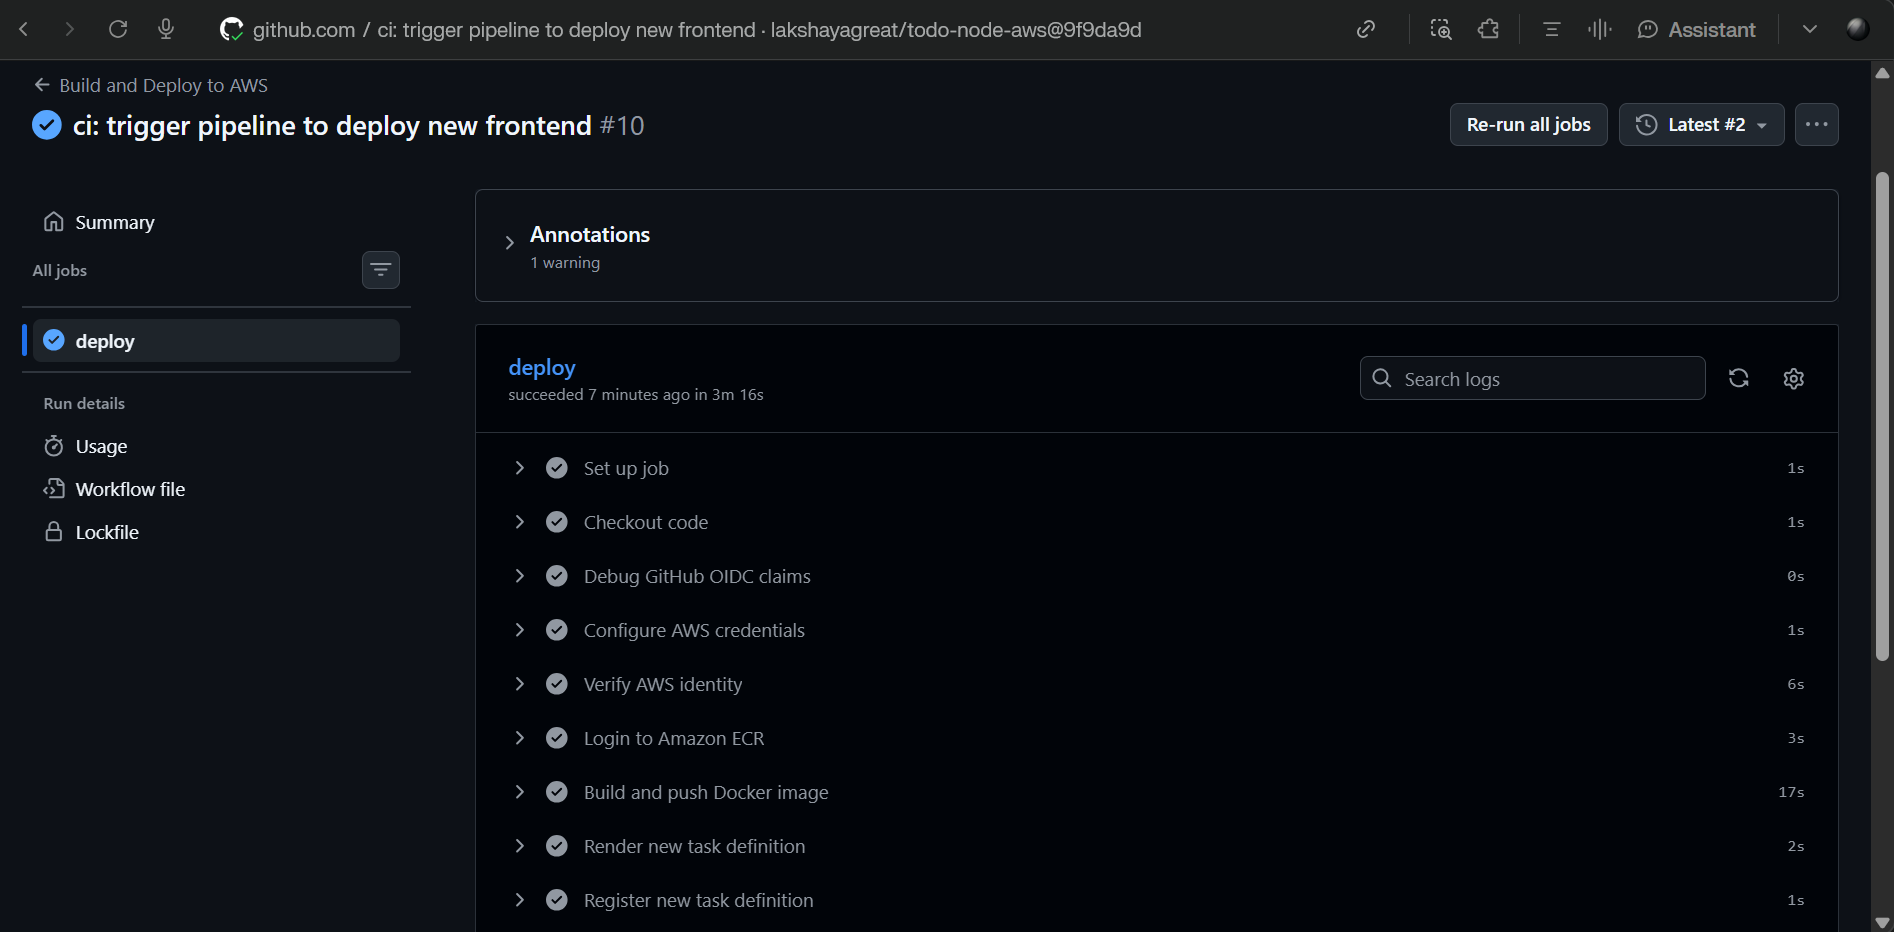 github.com / ci: trigger pipeline to deploy new frontend · lakshayagreat/todo-node-aws@9f9da9d
Assistant
Build and Deploy to AWS
ci: trigger pipeline to deploy new frontend #10
Re-run all jobs
Latest #2
Summary
All jobs
deploy
Run details
Usage
Workflow file
Lockfile
Annotations
1 warning
deploy
succeeded 7 minutes ago in 3m 16s
Search logs
Set up job 1s
Checkout code 1s
Debug GitHub OIDC claims 0s
Configure AWS credentials 1s
Verify AWS identity 6s
Login to Amazon ECR 3s
Build and push Docker image 17s
Render new task definition 2s
Register new task definition 1s